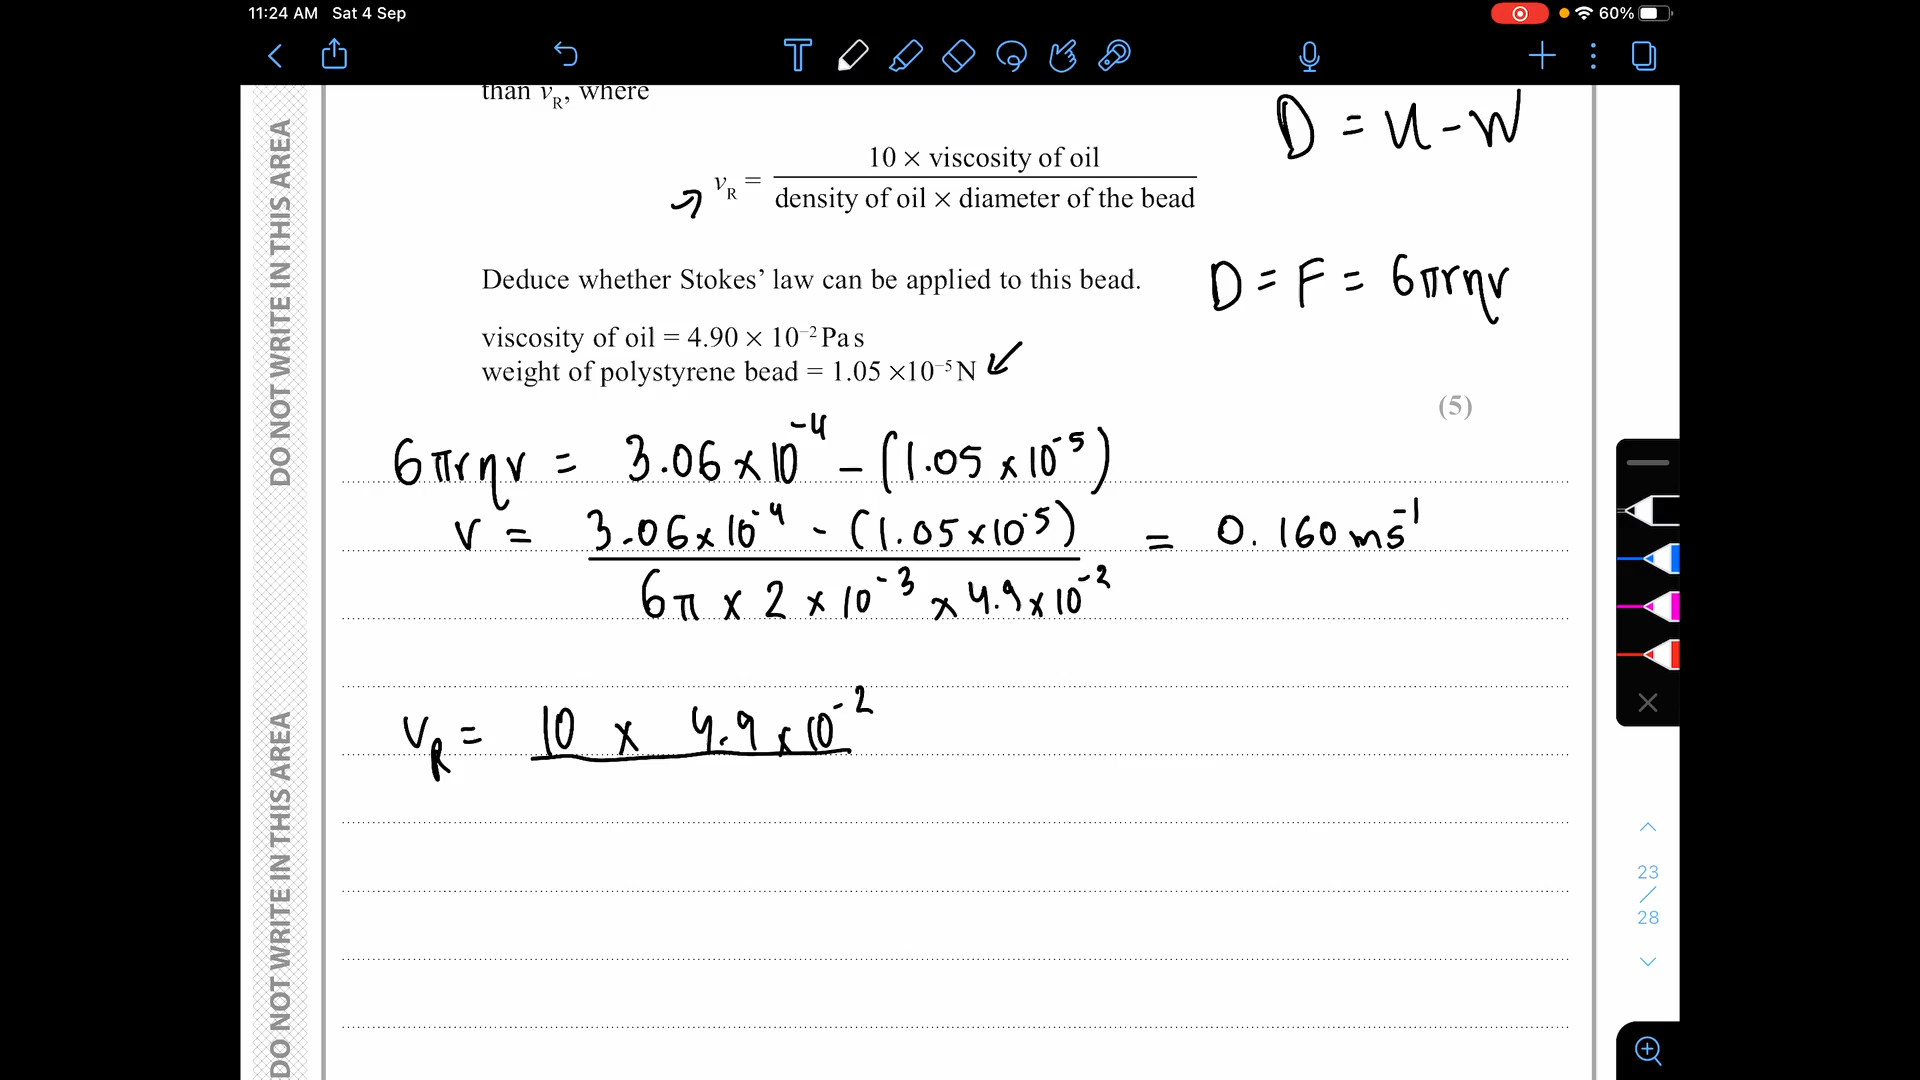 11:24 AM Sat 4 Sep
60%
than vR, where
D = U - W
vR = 10 × viscosity of oil
density of oil × diameter of the bead
Deduce whether Stokes’ law can be applied to this bead.
D = F = 6πrηv
viscosity of oil = 4.90 × 10⁻² Pa s
weight of polystyrene bead = 1.05 ×10⁻⁵ N
(5)
6πrηv = 3.06 × 10⁻⁴ - (1.05 × 10⁻⁵)
v = 3.06 × 10⁻⁴ - (1.05 × 10⁻⁵) = 0.160 ms⁻¹
6π × 2 × 10⁻³ × 4.9 × 10⁻²
vR = 10 × 4.9 × 10⁻²
DO NOT WRITE IN THIS AREA
DO NOT WRITE IN THIS AREA
23
/
28